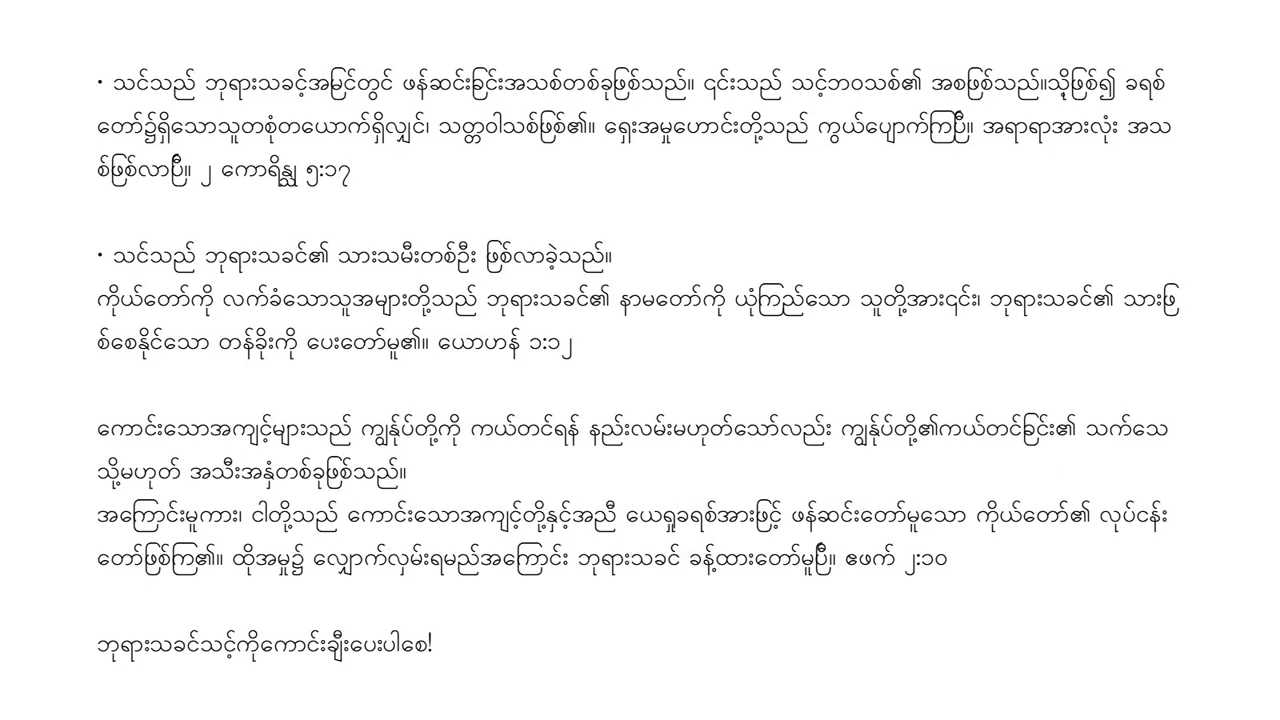 • သင်သည် ဘုရားသခင့်အမြင်တွင် ဖန်ဆင်းခြင်းအသစ်တစ်ခုဖြစ်သည်။ ၎င်းသည် သင့်ဘဝသစ်၏ အစဖြစ်သည်။သို့ဖြစ်၍ ခရစ်
တော်၌ရှိသောသူတစုံတယောက်ရှိလျှင်၊ သတ္တဝါသစ်ဖြစ်၏။ ရှေးအမှုဟောင်းတို့သည် ကွယ်ပျောက်ကြပြီ။ အရာရာအားလုံး အသ
စ်ဖြစ်လာပြီ။ ၂ ကောရိန္သု ၅:၁၇
• သင်သည် ဘုရားသခင်၏ သားသမီးတစ်ဦး ဖြစ်လာခဲ့သည်။
ကိုယ်တော်ကို လက်ခံသောသူအများတို့သည် ဘုရားသခင်၏ နာမတော်ကို ယုံကြည်သော သူတို့အား၎င်း၊ ဘုရားသခင်၏ သားဖြ
စ်စေနိုင်သော တန်ခိုးကို ပေးတော်မူ၏။ ယောဟန် ၁:၁၂
ကောင်းသောအကျင့်များသည် ကျွန်ုပ်တို့ကို ကယ်တင်ရန် နည်းလမ်းမဟုတ်သော်လည်း ကျွန်ုပ်တို့၏ကယ်တင်ခြင်း၏ သက်သေ
သို့မဟုတ် အသီးအနှံတစ်ခုဖြစ်သည်။
အကြောင်းမူကား၊ ငါတို့သည် ကောင်းသောအကျင့်တို့နှင့်အညီ ယေရှုခရစ်အားဖြင့် ဖန်ဆင်းတော်မူသော ကိုယ်တော်၏ လုပ်ငန်း
တော်ဖြစ်ကြ၏။ ထိုအမှု၌ လျှောက်လှမ်းရမည်အကြောင်း ဘုရားသခင် ခန့်ထားတော်မူပြီ။ ဧဖက် ၂:၁၀
ဘုရားသခင်သင့်ကိုကောင်းချီးပေးပါစေ!